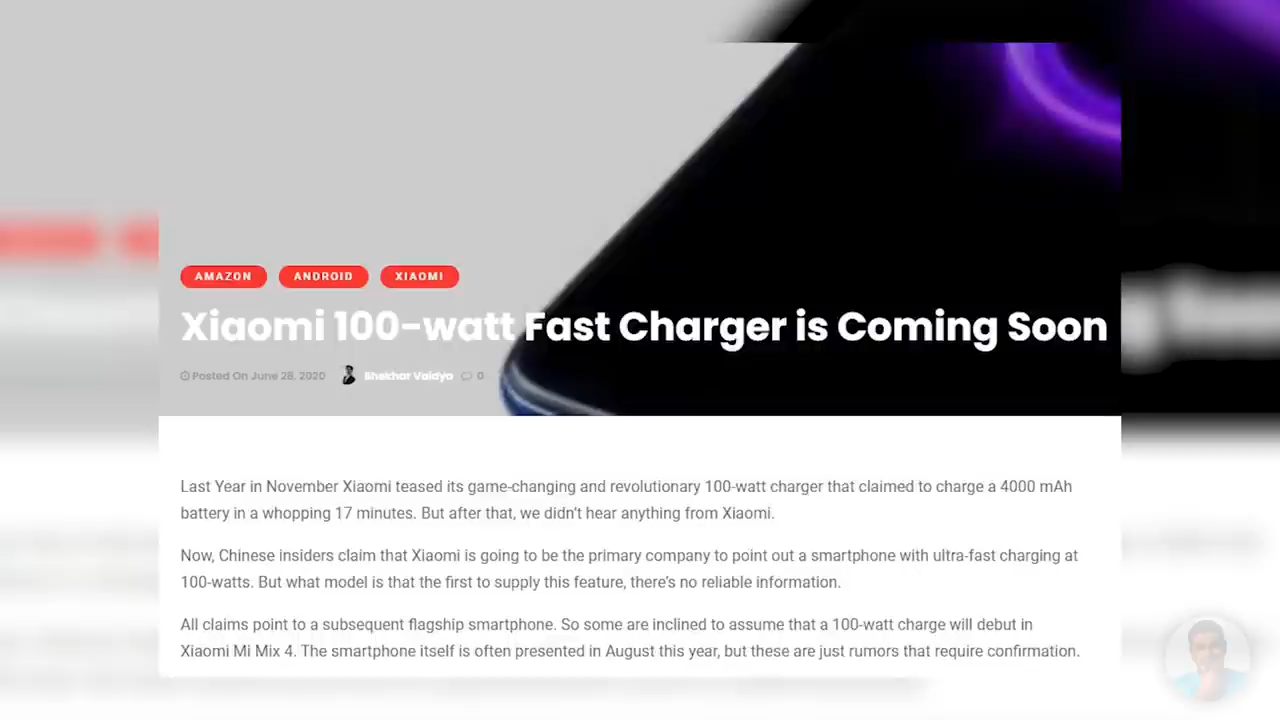 AMAZON ANDROID XIAOMI
Xiaomi 100-watt Fast Charger is Coming Soon
Posted On June 28, 2020 Shekhar Vaidya 0
Last Year in November Xiaomi teased its game-changing and revolutionary 100-watt charger that claimed to charge a 4000 mAh
battery in a whopping 17 minutes. But after that, we didn't hear anything from Xiaomi.
Now, Chinese insiders claim that Xiaomi is going to be the primary company to point out a smartphone with ultra-fast charging at
100-watts. But what model is that the first to supply this feature, there's no reliable information.
All claims point to a subsequent flagship smartphone. So some are inclined to assume that a 100-watt charge will debut in
Xiaomi Mi Mix 4. The smartphone itself is often presented in August this year, but these are just rumors that require confirmation.